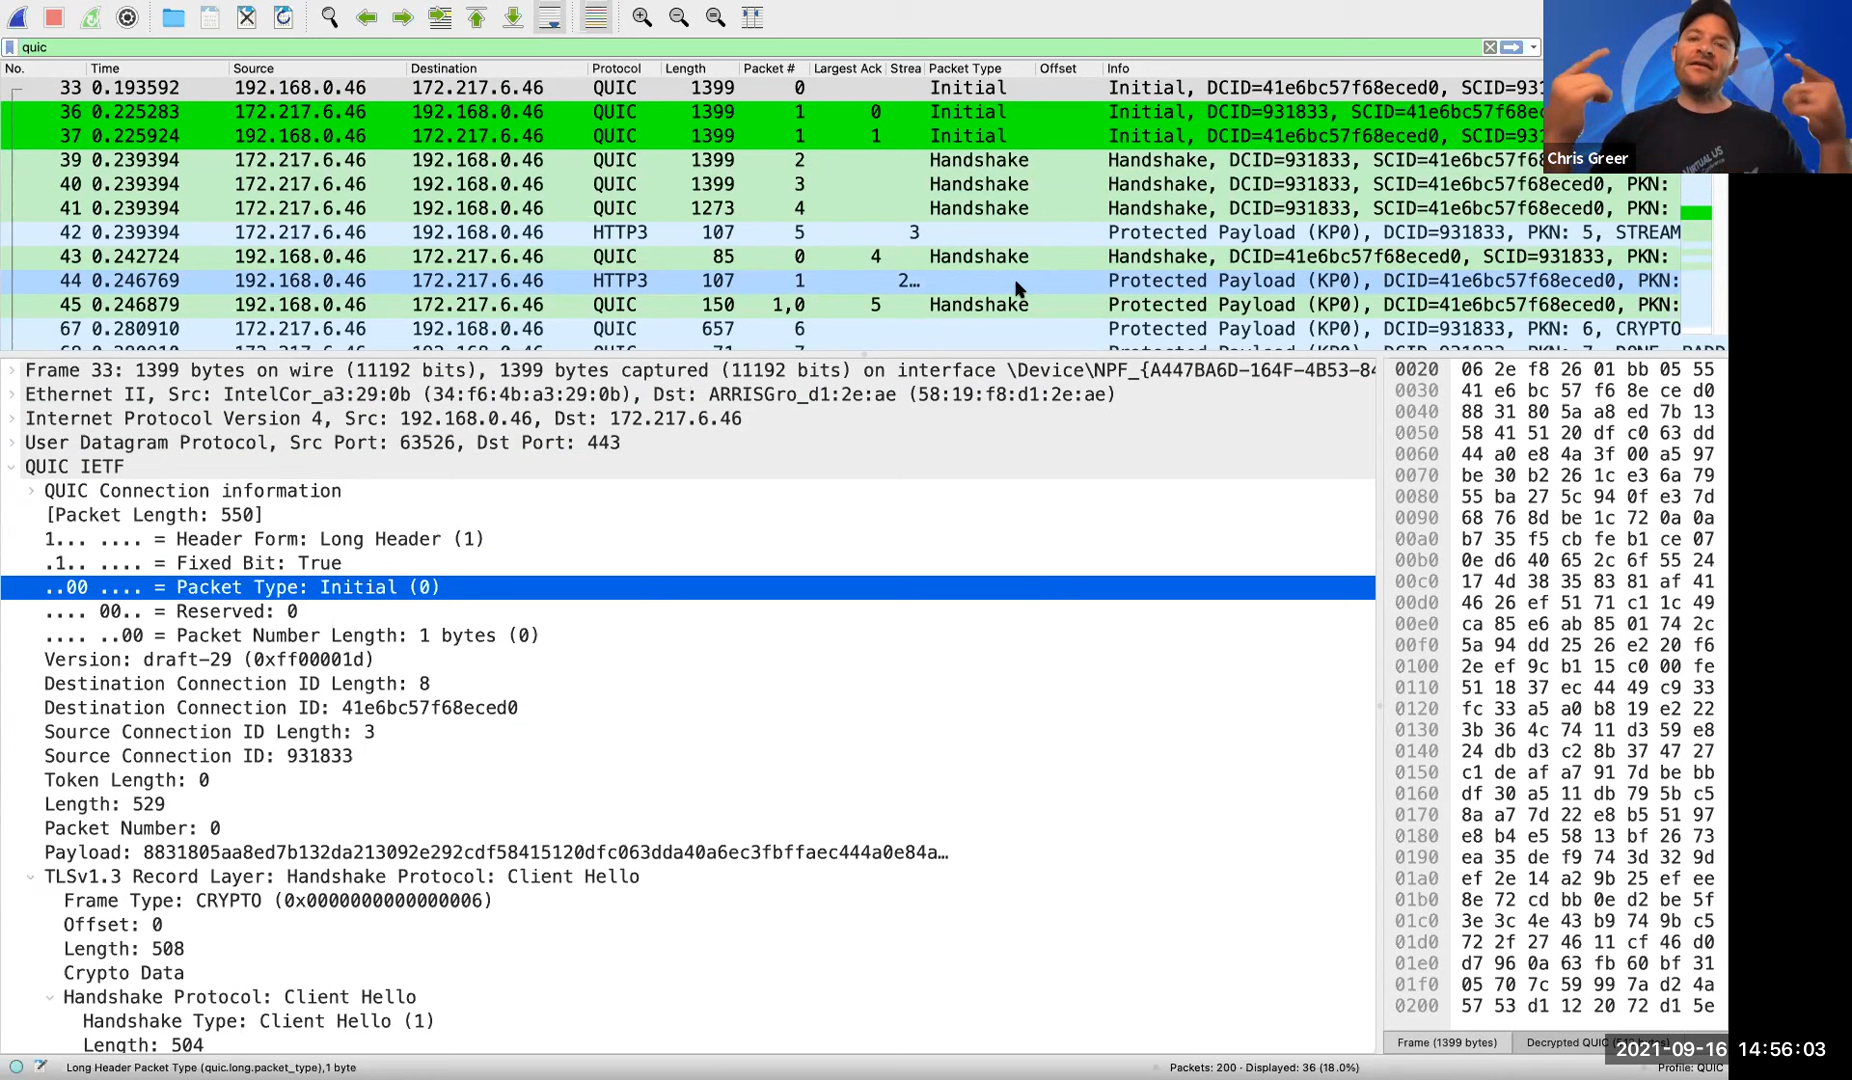 quic
No. Time Source Destination Protocol Length Packet # Largest Ack Strea Packet Type Offset Info
33 0.193592 192.168.0.46 172.217.6.46 QUIC 1399 0 Initial Initial, DCID=41e6bc57f68eced0, SCID=931
36 0.225283 172.217.6.46 192.168.0.46 QUIC 1399 1 0 Initial Initial, DCID=931833, SCID=41e6bc57f68ec
37 0.225924 192.168.0.46 172.217.6.46 QUIC 1399 1 1 Initial Initial, DCID=41e6bc57f68eced0, SCID=931
39 0.239394 172.217.6.46 192.168.0.46 QUIC 1399 2 Handshake Handshake, DCID=931833, SCID=41e6bc57f68
40 0.239394 172.217.6.46 192.168.0.46 QUIC 1399 3 Handshake Handshake, DCID=931833, SCID=41e6bc57f68eced0, PKN:
41 0.239394 172.217.6.46 192.168.0.46 QUIC 1273 4 Handshake Handshake, DCID=931833, SCID=41e6bc57f68eced0, PKN:
42 0.239394 172.217.6.46 192.168.0.46 HTTP3 107 5 3 Protected Payload (KP0), DCID=931833, PKN: 5, STREAM
43 0.242724 192.168.0.46 172.217.6.46 QUIC 85 0 4 Handshake Handshake, DCID=41e6bc57f68eced0, SCID=931833, PKN:
44 0.246769 192.168.0.46 172.217.6.46 HTTP3 107 1 2… Protected Payload (KP0), DCID=41e6bc57f68eced0, PKN:
45 0.246879 192.168.0.46 172.217.6.46 QUIC 150 1,0 5 Handshake Protected Payload (KP0), DCID=41e6bc57f68eced0, PKN:
67 0.280910 172.217.6.46 192.168.0.46 QUIC 657 6 Protected Payload (KP0), DCID=931833, PKN: 6, CRYPTO
Chris Greer
Frame 33: 1399 bytes on wire (11192 bits), 1399 bytes captured (11192 bits) on interface \Device\NPF_{A447BA6D-164F-4B53-84
Ethernet II, Src: IntelCor_a3:29:0b (34:f6:4b:a3:29:0b), Dst: ARRISGro_d1:2e:ae (58:19:f8:d1:2e:ae)
Internet Protocol Version 4, Src: 192.168.0.46, Dst: 172.217.6.46
User Datagram Protocol, Src Port: 63526, Dst Port: 443
QUIC IETF
QUIC Connection information
[Packet Length: 550]
1... .... = Header Form: Long Header (1)
.1.. .... = Fixed Bit: True
..00 .... = Packet Type: Initial (0)
.... 00.. = Reserved: 0
.... ..00 = Packet Number Length: 1 bytes (0)
Version: draft-29 (0xff00001d)
Destination Connection ID Length: 8
Destination Connection ID: 41e6bc57f68eced0
Source Connection ID Length: 3
Source Connection ID: 931833
Token Length: 0
Length: 529
Packet Number: 0
Payload: 8831805aa8ed7b132da213092e292cdf58415120dfc063dda40a6ec3fbffaec444a0e84a…
TLSv1.3 Record Layer: Handshake Protocol: Client Hello
Frame Type: CRYPTO (0x0000000000000006)
Offset: 0
Length: 508
Crypto Data
Handshake Protocol: Client Hello
Handshake Type: Client Hello (1)
Length: 504
0020 06 2e f8 26 01 bb 05 55
0030 41 e6 bc 57 f6 8e ce d0
0040 88 31 80 5a a8 ed 7b 13
0050 58 41 51 20 df c0 63 dd
0060 44 a0 e8 4a 3f 00 a5 97
0070 be 30 b2 26 1c e3 6a 79
0080 55 ba 27 5c 94 0f e3 7d
0090 68 76 8d be 1c 72 0a 0a
00a0 b7 35 f5 cb fe b1 ce 07
00b0 0e d6 40 65 2c 6f 55 24
00c0 17 4d 38 35 83 81 af 41
00d0 46 26 ef 51 71 c1 1c 49
00e0 ca 85 e6 ab 85 01 74 2c
00f0 5a 94 dd 25 26 e2 20 f6
0100 2e ef 9c b1 15 c0 00 fe
0110 51 18 37 ec 44 49 c9 33
0120 fc 33 a5 a0 b8 19 e2 22
0130 3b 36 4c 74 11 d3 59 e8
0140 24 db d3 c2 8b 37 47 27
0150 c1 de af a7 91 7d be bb
0160 df 30 a5 11 db 79 5b c5
0170 8a a7 7d 22 e8 b5 51 97
0180 e8 b4 e5 58 13 bf 26 73
0190 ea 35 de f9 74 3d 32 9d
01a0 ef 2e 14 a2 9b 25 ef ee
01b0 8e 72 cd bb 0e d2 be 5f
01c0 3e 3c 4e 43 b9 74 9b c5
01d0 72 2f 27 46 11 cf 46 d0
01e0 d7 96 0a 63 fb 60 bf 31
01f0 05 70 7c 59 99 7a d2 4a
0200 57 53 d1 12 20 72 d1 5e
Frame (1399 bytes) Decrypted QUIC
2021-09-16 14:56:03
Long Header Packet Type (quic.long.packet_type), 1 byte
Packets: 200 · Displayed: 36 (18.0%)
Profile: QUIC